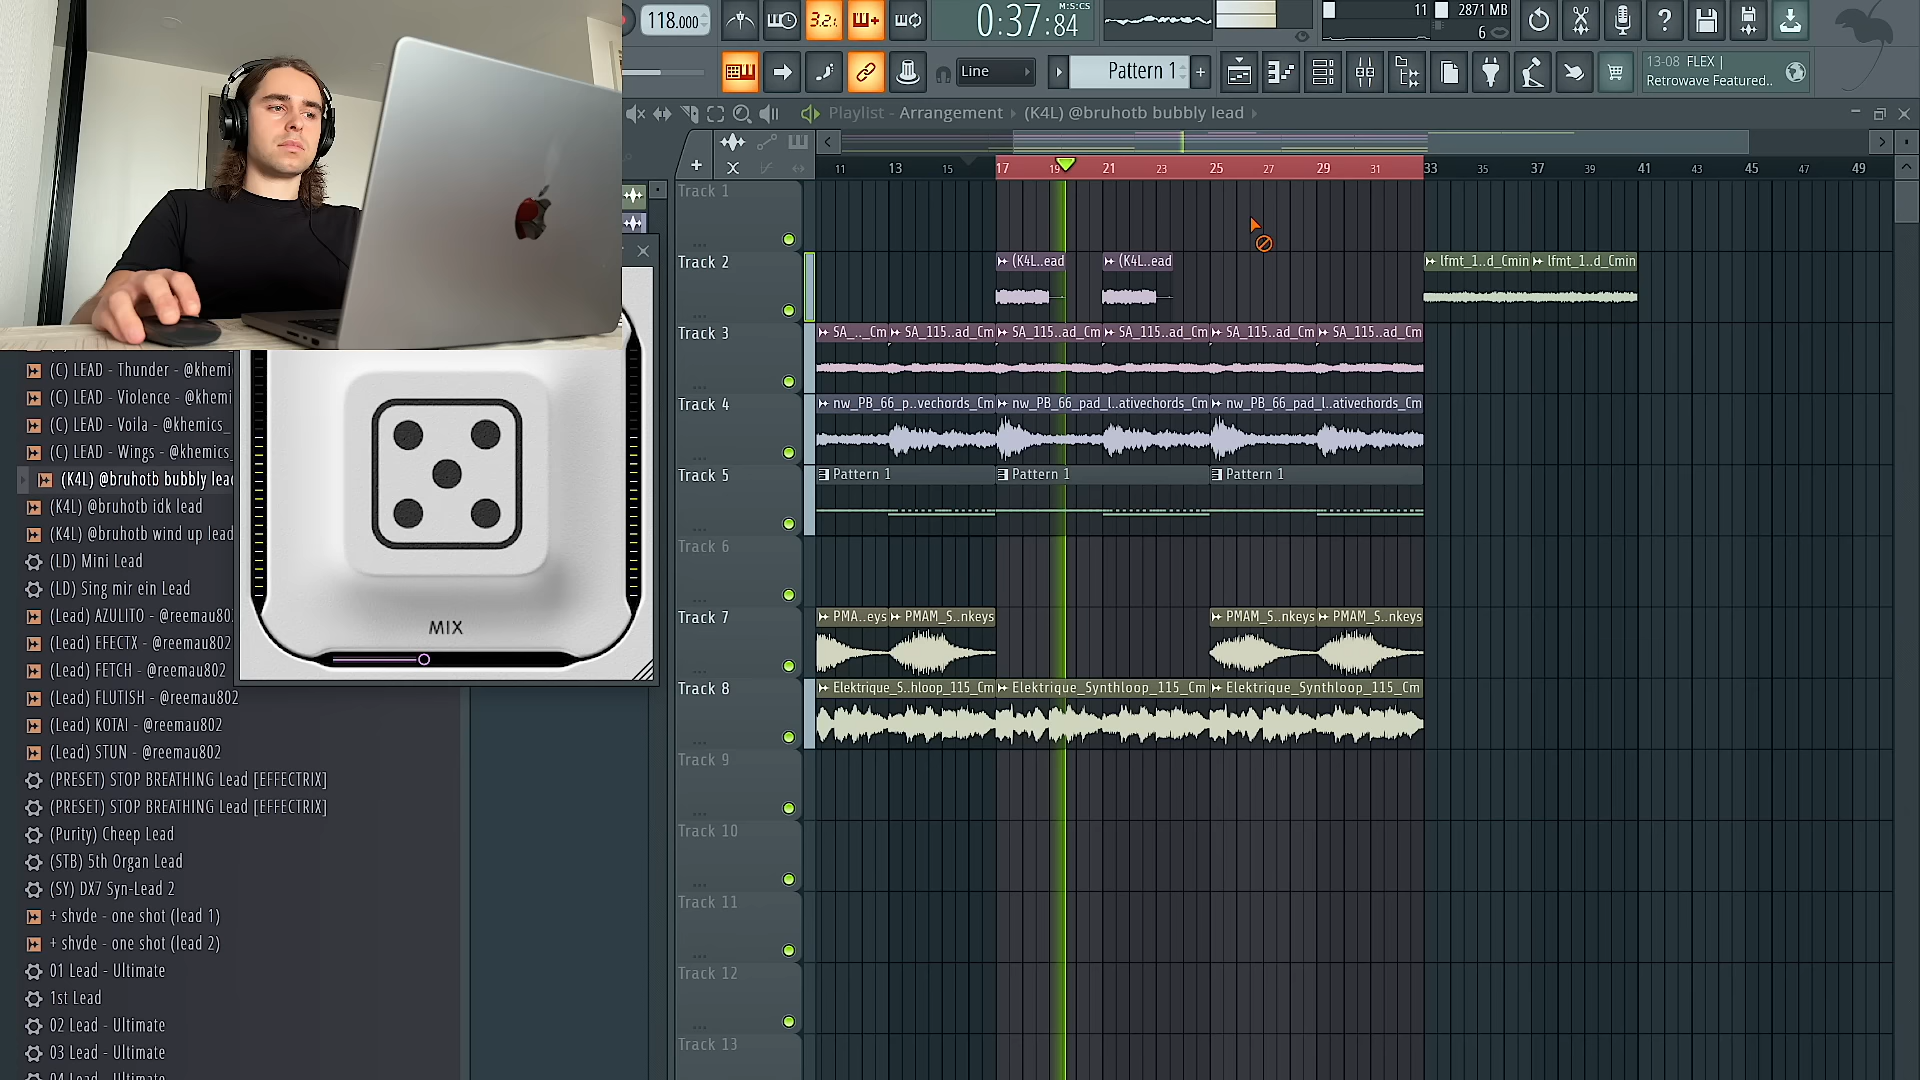 118.000
3.2
0:37:84
M:S:CS
11
2871 MB
6
Line
Pattern 1
13-08 FLEX |
Retrowave Featured..
Playlist - Arrangement › (K4L) @bruhotb bubbly lead ›
11 13 15 17 19 21 23 25 27 29 31 33 35 37 39 41 43 45 47 49
Track 1
Track 2
(K4L..ead
(K4L..ead
lfmt_1..d_Cmin
lfmt_1..d_Cmin
Track 3
SA_.._Cm
SA_115..ad_Cm
SA_115..ad_Cm
SA_115..ad_Cm
SA_115..ad_Cm
SA_115..ad_Cm
Track 4
nw_PB_66_p..vechords_Cm
nw_PB_66_pad_l..ativechords_Cm
nw_PB_66_pad_l..ativechords_Cm
Track 5
Pattern 1
Pattern 1
Pattern 1
Track 6
Track 7
PMA..eys
PMAM_S..nkeys
PMAM_S..nkeys
PMAM_S..nkeys
Track 8
Elektrique_S..hloop_115_Cm
Elektrique_Synthloop_115_Cm
Elektrique_Synthloop_115_Cm
Track 9
Track 10
Track 11
Track 12
Track 13
(C) LEAD - Thunder - @khemi
(C) LEAD - Violence - @khemi
(C) LEAD - Voila - @khemics_
(C) LEAD - Wings - @khemics_
(K4L) @bruhotb bubbly lead
(K4L) @bruhotb idk lead
(K4L) @bruhotb wind up lead
(LD) Mini Lead
(LD) Sing mir ein Lead
(Lead) AZULITO - @reemau80
(Lead) EFECTX - @reemau802
(Lead) FETCH - @reemau802
(Lead) FLUTISH - @reemau802
(Lead) KOTAI - @reemau802
(Lead) STUN - @reemau802
(PRESET) STOP BREATHING Lead [EFFECTRIX]
(PRESET) STOP BREATHING Lead [EFFECTRIX]
(Purity) Cheep Lead
(STB) 5th Organ Lead
(SY) DX7 Syn-Lead 2
+ shvde - one shot (lead 1)
+ shvde - one shot (lead 2)
01 Lead - Ultimate
1st Lead
02 Lead - Ultimate
03 Lead - Ultimate
04 Lead - Ultimate
MIX